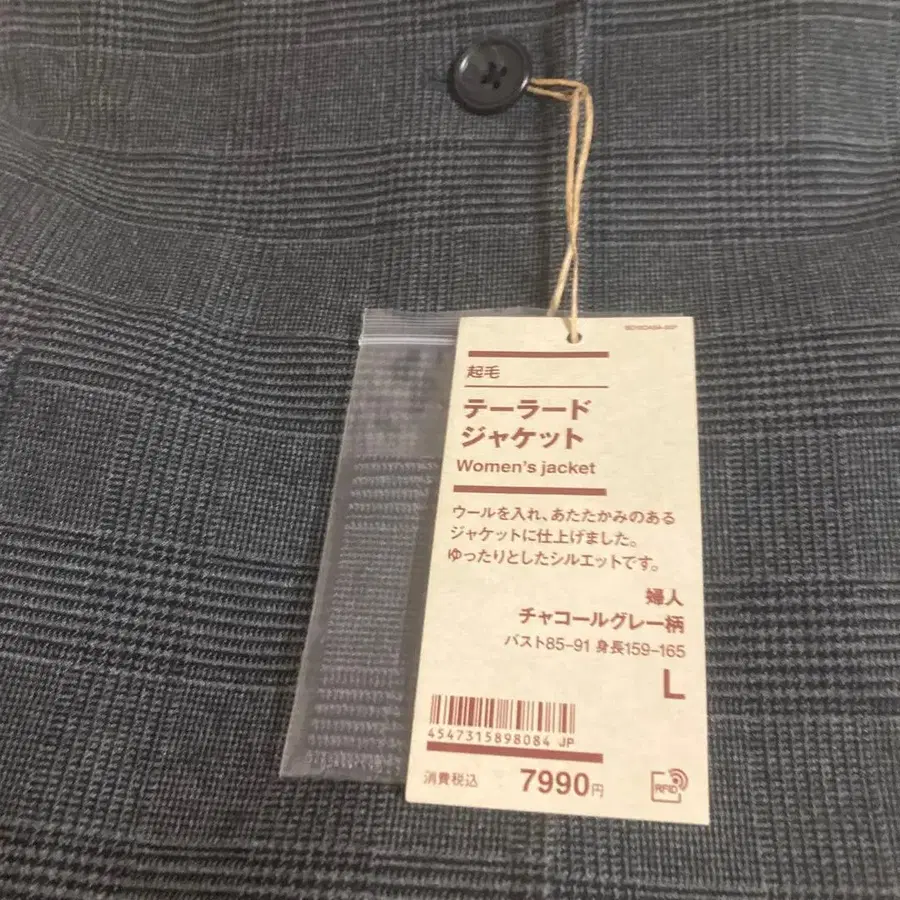 起毛
テーラード
ジャケット
Women's jacket
ウールを入れ、あたたかみのある
ジャケットに仕上げました。
ゆったりとしたシルエットです。
婦人
チャコールグレー柄
バスト85-91 身長159-165
L
4547315898084 JP
消費税込 7990円
RFID